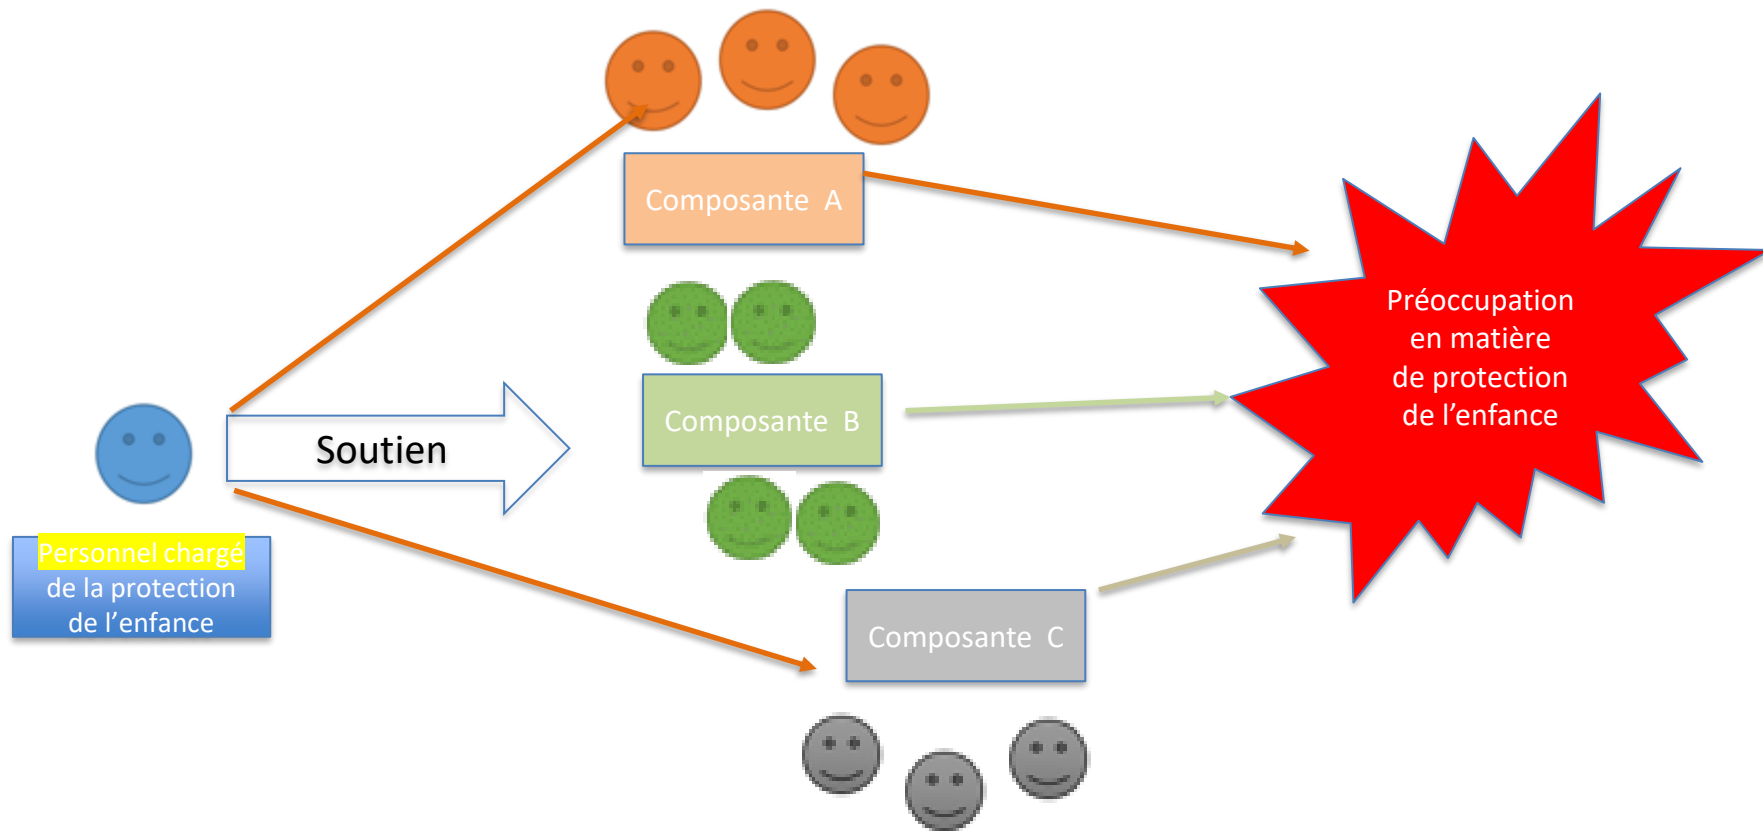 Composante A
Préoccupation
en matière
de protection
de l’enfance
Composante B
Soutien
Personnel chargé
de la protection
de l’enfance
Composante C